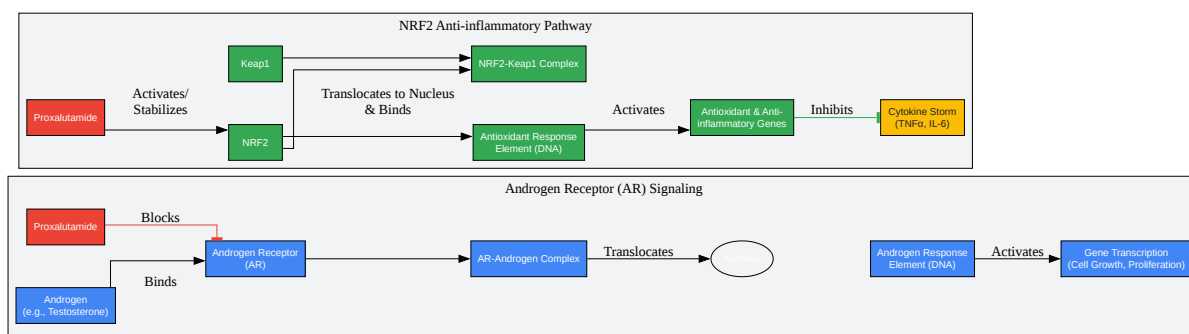 NRF2 Anti-inflammatory Pathway
Keap1
NRF2-Keap1 Complex
Activates/
Stabilizes
Translocates to Nucleus
& Binds
Activates
Inhibits
Proxalutamide
NRF2
Antioxidant Response
Element (DNA)
Antioxidant & Anti-
inflammatory Genes
Cytokine Storm
(TNFα, IL-6)
Androgen Receptor (AR) Signaling
Proxalutamide
Blocks
Androgen Receptor
(AR)
Binds
Androgen
(e.g., Testosterone)
AR-Androgen Complex
Translocates
Nucleus
Androgen Response
Element (DNA)
Activates
Gene Transcription
(Cell Growth, Proliferation)